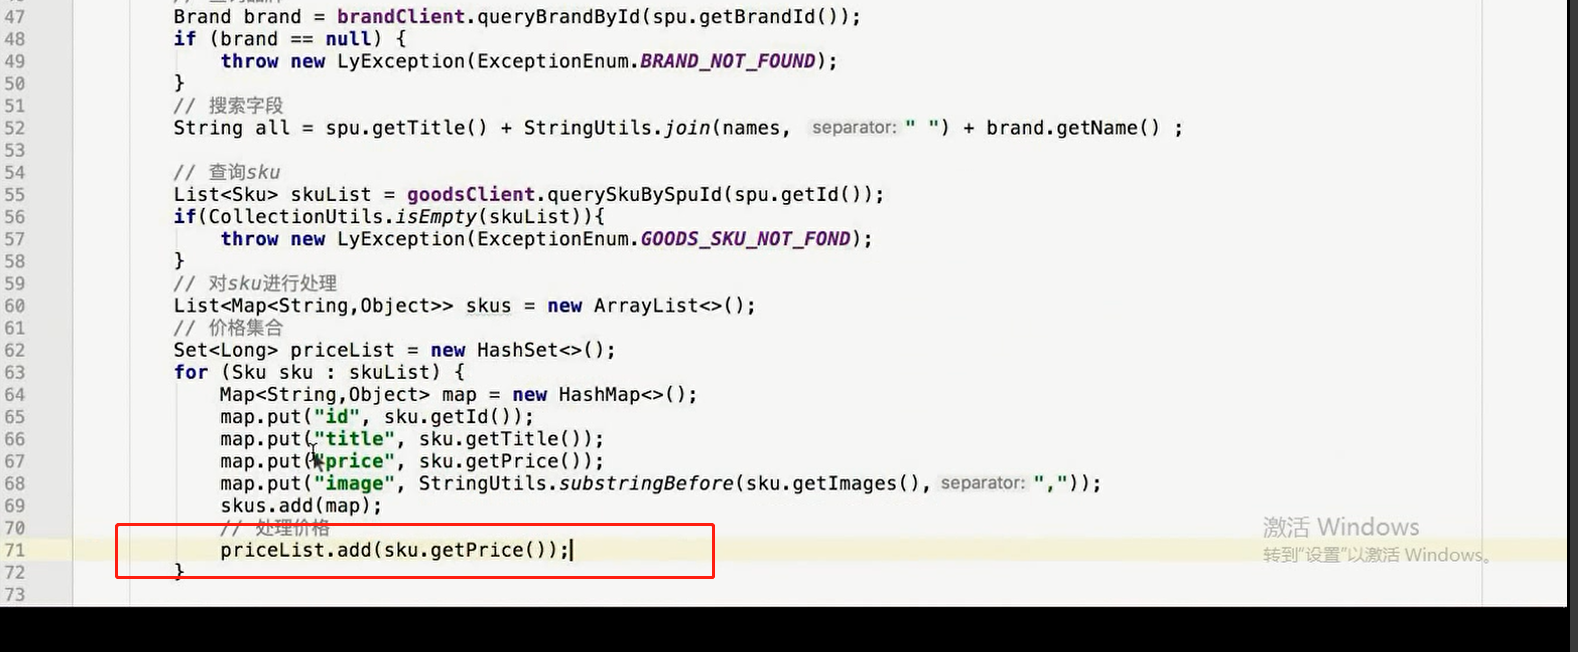 47 Brand brand = brandClient.queryBrandById(spu.getBrandId());
48 if (brand == null) {
49 throw new LyException(ExceptionEnum.BRAND_NOT_FOUND);
50 }
51 // 搜索字段
52 String all = spu.getTitle() + StringUtils.join(names, separator: " ") + brand.getName() ;
53
54 // 查询sku
55 List<Sku> skuList = goodsClient.querySkuBySpuId(spu.getId());
56 if(CollectionUtils.isEmpty(skuList)){
57 throw new LyException(ExceptionEnum.GOODS_SKU_NOT_FOND);
58 }
59 // 对sku进行处理
60 List<Map<String,Object>> skus = new ArrayList<>();
61 // 价格集合
62 Set<Long> priceList = new HashSet<>();
63 for (Sku sku : skuList) {
64 Map<String,Object> map = new HashMap<>();
65 map.put("id", sku.getId());
66 map.put("title", sku.getTitle());
67 map.put("price", sku.getPrice());
68 map.put("image", StringUtils.substringBefore(sku.getImages(), separator: ","));
69 skus.add(map);
70 // 处理价格
71 priceList.add(sku.getPrice());
72 }
73
激活 Windows
转到“设置”以激活 Windows。